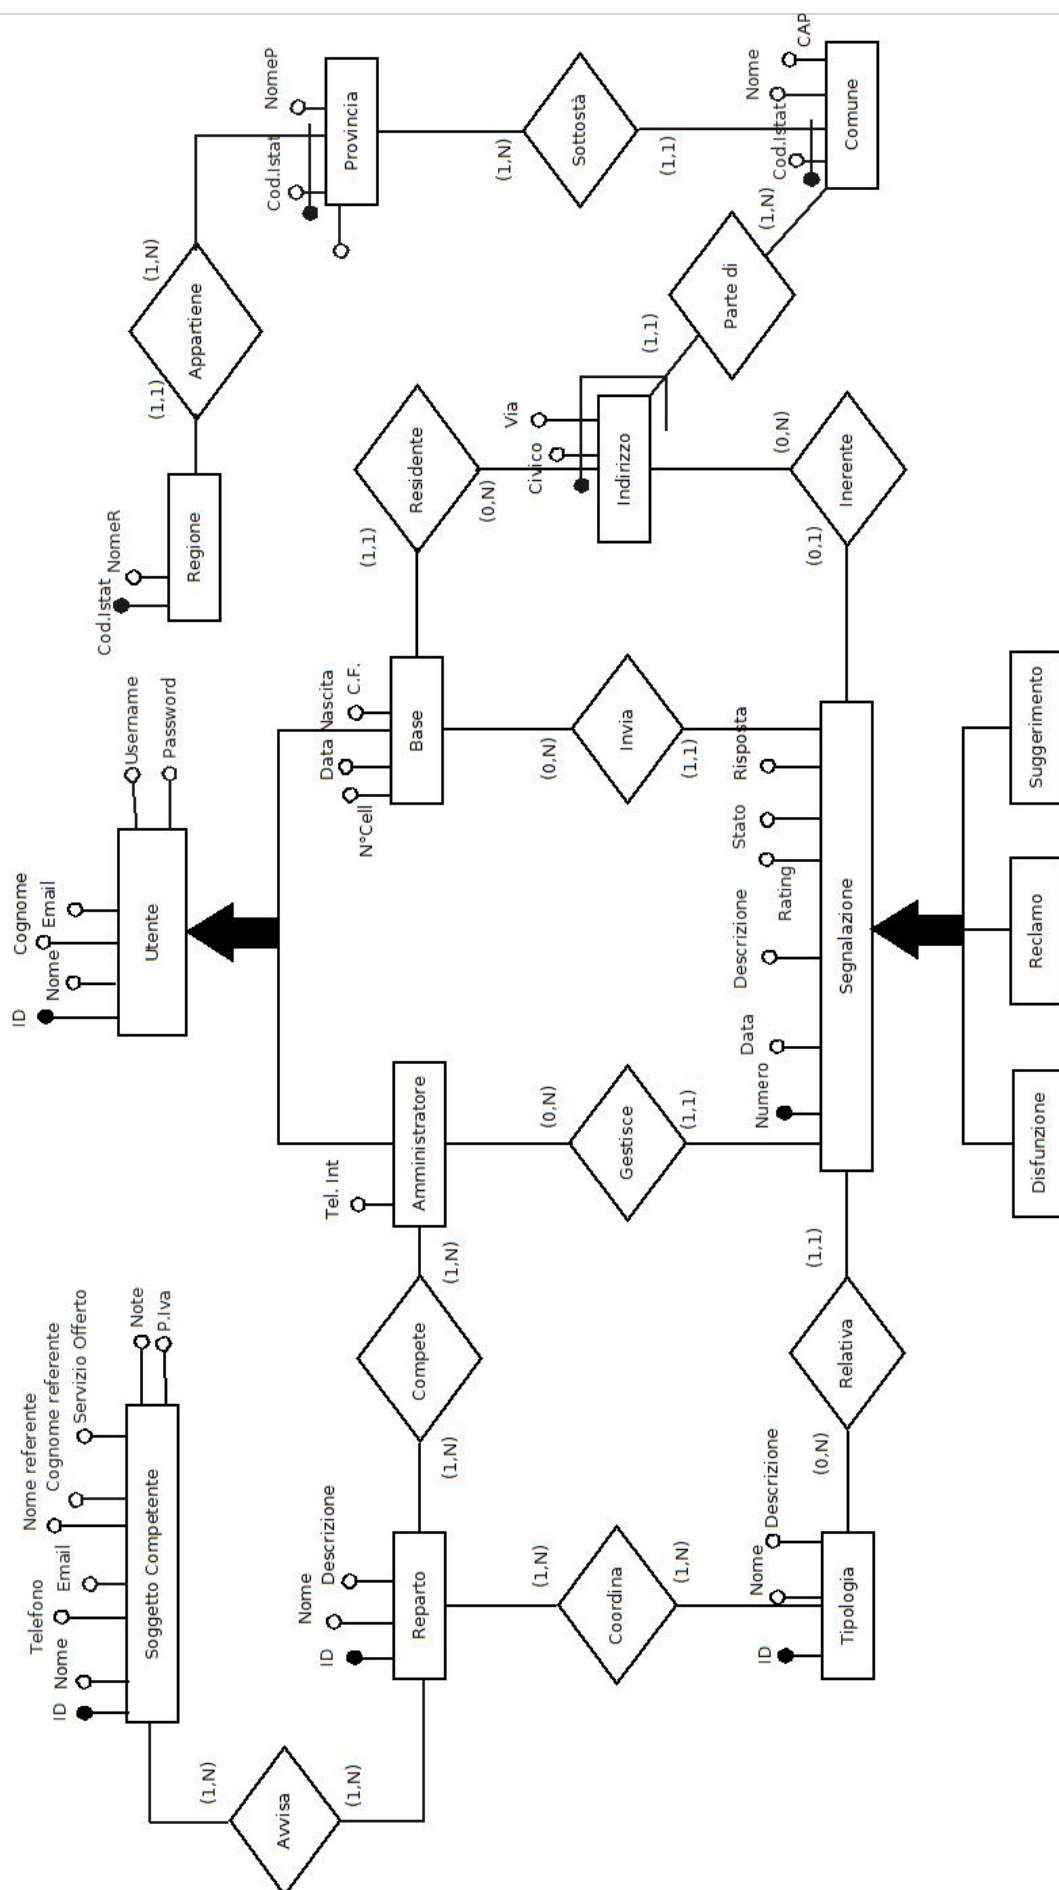 ID
Nome
Telefono
Email
Nome referente
Cognome referente
Servizio Offerto
Note
P.Iva
Soggetto Competente
ID
Nome
Cognome
Email
Username
Password
Utente
Cod.Istat
NomeR
Regione
(1,1)
Appartiene
(1,N)
Cod.Istat
NomeP
Provincia
(1,N)
Avvisa
(1,N)
ID
Nome
Descrizione
Reparto
(1,N)
Compete
(1,N)
Tel. Int
Amministratore
N°Cell
Data Nascita
C.F.
Base
(1,1)
Residente
(0,N)
Civico
Via
Indirizzo
(1,1)
Parte di
(1,N)
(1,N)
Sottostà
(1,1)
(1,N)
Coordina
(1,N)
(0,N)
Gestisce
(1,1)
(0,N)
Invia
(1,1)
Cod.Istat
Nome
CAP
Comune
ID
Nome
Descrizione
Tipologia
(0,N)
Relativa
(1,1)
Numero
Data
Descrizione
Rating
Stato
Risposta
Segnalazione
(0,1)
Inerente
(0,N)
Disfunzione
Reclamo
Suggerimento